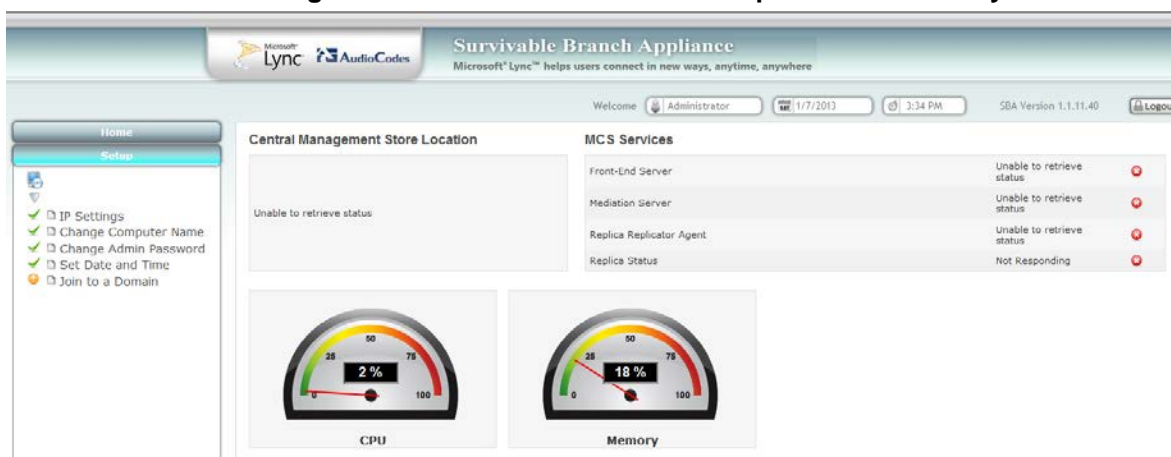 Microsoft
Lync
AudioCodes
Survivable Branch Appliance
Microsoft® Lync™ helps users connect in new ways, anytime, anywhere
Welcome Administrator 1/7/2013 3:34 PM SBA Version 1.1.11.40 Logou
Home
Setup
IP Settings
Change Computer Name
Change Admin Password
Set Date and Time
Join to a Domain
Central Management Store Location
Unable to retrieve status
MCS Services
Front-End Server Unable to retrieve
status
Mediation Server Unable to retrieve
status
Replica Replicator Agent Unable to retrieve
status
Replica Status Not Responding
50
25 75
2 %
0 100
CPU
50
25 75
18 %
0 100
Memory